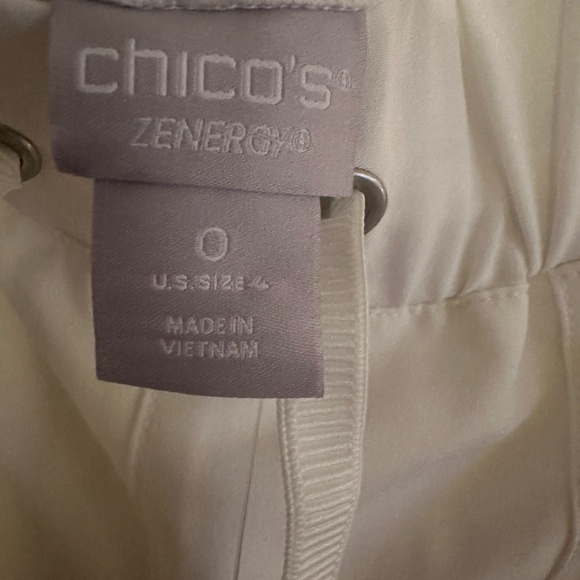 chico's®
ZENERGY®
0
U.S. SIZE-4
MADE IN
VIETNAM